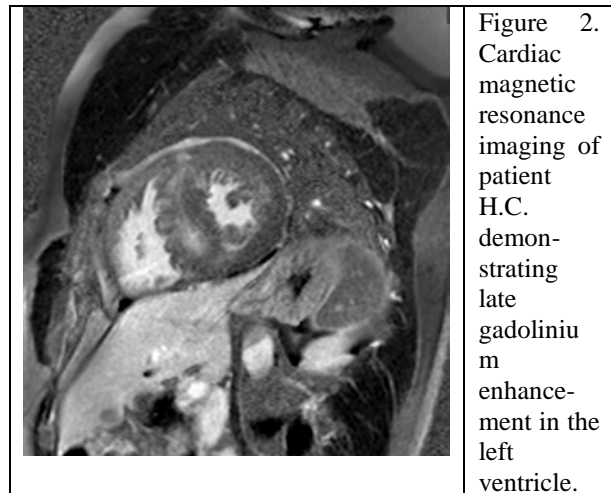 Figure 2.
Cardiac
magnetic
resonance
imaging of
patient
H.C.
demon-
strating
late
gadoliniu
m
enhance-
ment in the
left
ventricle.